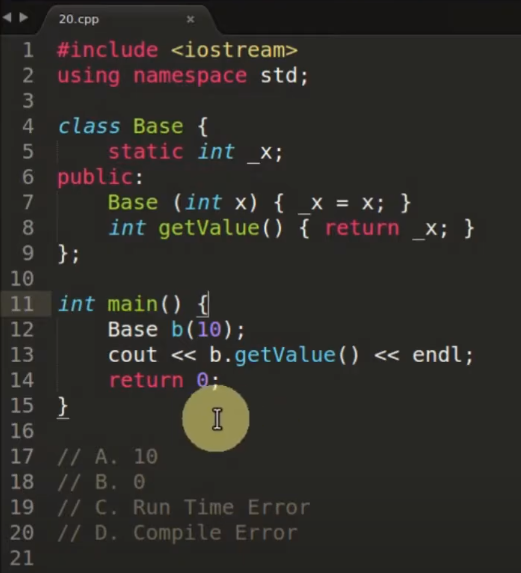 20.cpp
1 #include <iostream>
2 using namespace std;
3
4 class Base {
5     static int _x;
6 public:
7     Base (int x) { _x = x; }
8     int getValue() { return _x; }
9 };
10
11 int main() {
12     Base b(10);
13     cout << b.getValue() << endl;
14     return 0;
15 }
16
17 // A. 10
18 // B. 0
19 // C. Run Time Error
20 // D. Compile Error
21